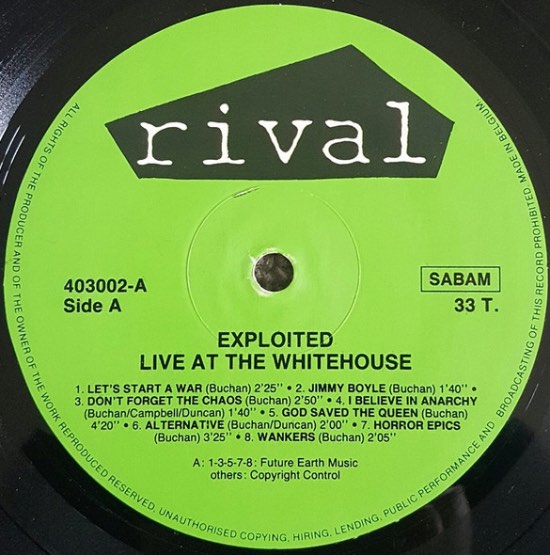 rival
403002-A
Side A
SABAM
33 T.
EXPLOITED
LIVE AT THE WHITEHOUSE
1. LET'S START A WAR (Buchan) 2'25'' • 2. JIMMY BOYLE (Buchan) 1'40'' •
3. DON'T FORGET THE CHAOS (Buchan) 2'50'' • 4. I BELIEVE IN ANARCHY
(Buchan/Campbell/Duncan) 1'40'' • 5. GOD SAVED THE QUEEN (Buchan)
4'20'' • 6. ALTERNATIVE (Buchan/Duncan) 2'00'' • 7. HORROR EPICS
(Buchan) 3'25'' • 8. WANKERS (Buchan) 2'05''
A: 1-3-5-7-8: Future Earth Music
others: Copyright Control
ALL RIGHTS OF THE PRODUCER AND OF THE OWNER OF THE WORK REPRODUCED RESERVED. UNAUTHORISED COPYING, HIRING, LENDING, PUBLIC PERFORMANCE AND BROADCASTING OF THIS RECORD PROHIBITED. MADE IN BELGIUM